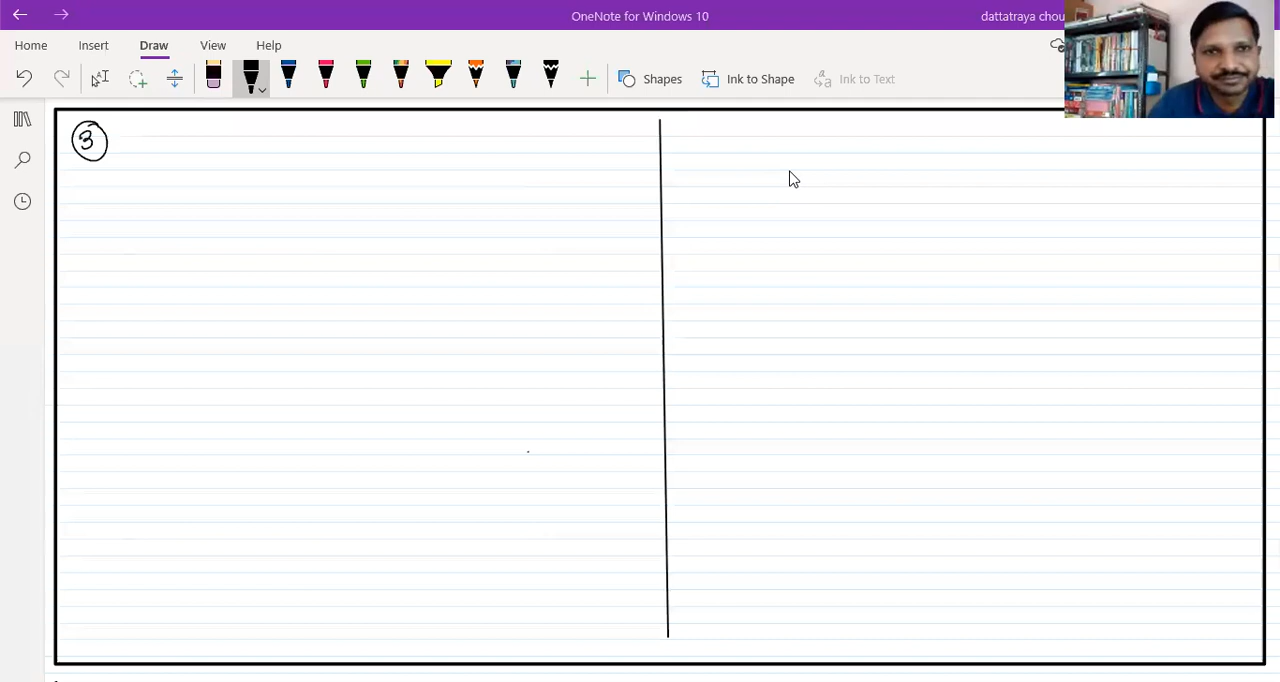 OneNote for Windows 10
dattatraya chou
Home Insert Draw View Help
Shapes Ink to Shape Ink to Text
3